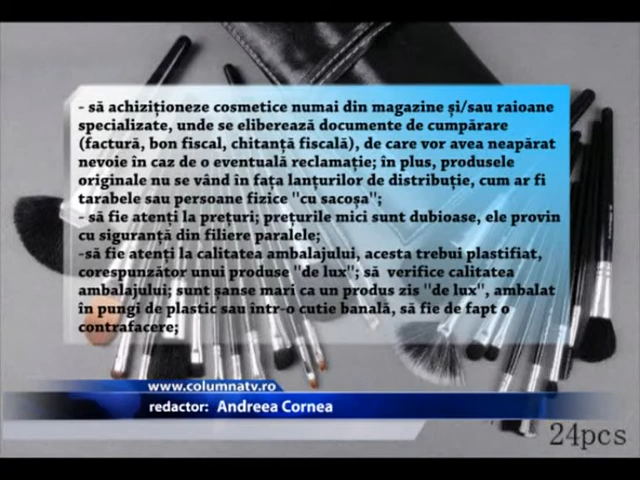 - să achiziționeze cosmetice numai din magazine și/sau raioane
specializate, unde se eliberează documente de cumpărare
(factură, bon fiscal, chitanță fiscală), de care vor avea neapărat
nevoie în caz de o eventuală reclamație; în plus, produsele
originale nu se vând în fața lanțurilor de distribuție, cum ar fi
tarabele sau persoane fizice "cu sacoșa";
- să fie atenți la prețuri; prețurile mici sunt dubioase, ele provin
cu siguranță din filiere paralele;
-să fie atenți la calitatea ambalajului, acesta trebui plastifiat,
corespunzător unui produse "de lux"; să verifice calitatea
ambalajului; sunt șanse mari ca un produs zis "de lux", ambalat
în pungi de plastic sau într-o cutie banală, să fie de fapt o
contrafacere;
www.columnatv.ro
redactor: Andreea Cornea
24pcs